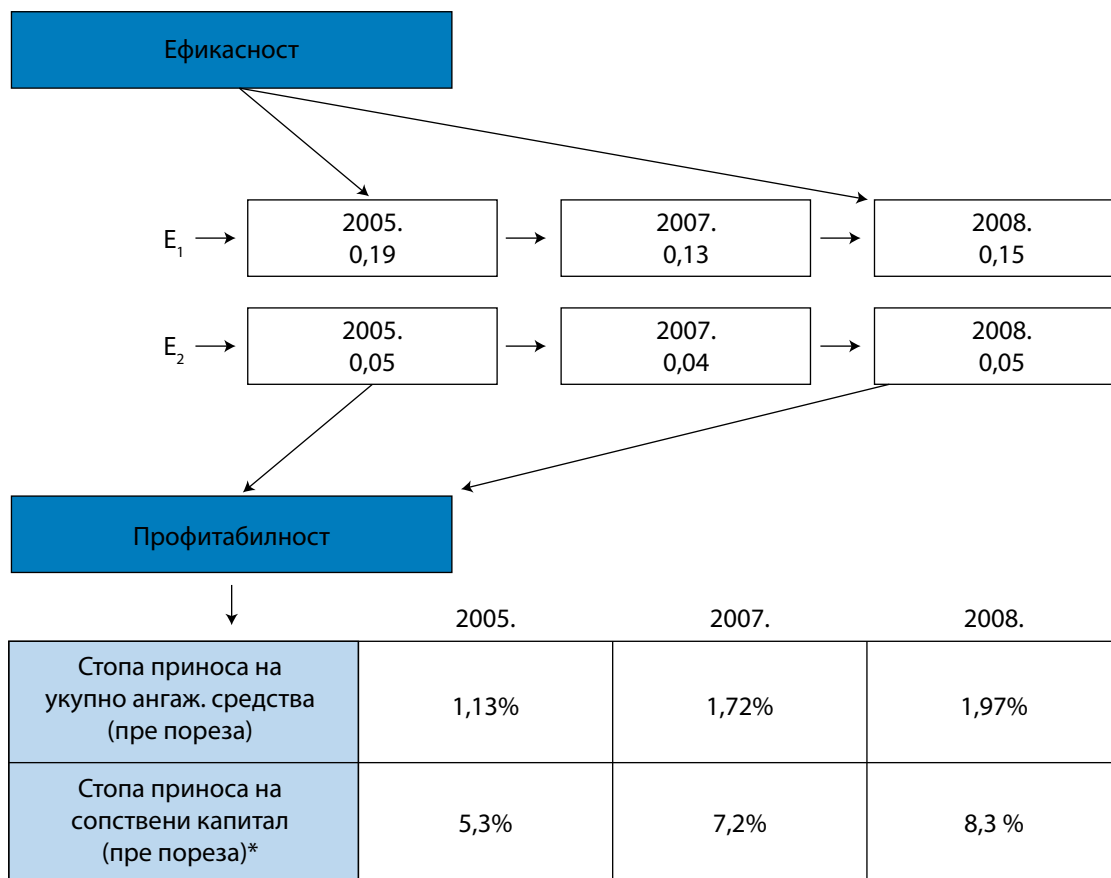 Ефикасност
E1
2005.
0,19
2007.
0,13
2008.
0,15
E2
2005.
0,05
2007.
0,04
2008.
0,05
Профитабилност
2005. 2007. 2008.
Стопа приноса на
укупно ангаж. средства
(пре пореза)
1,13% 1,72% 1,97%
Стопа приноса на
сопствени капитал
(пре пореза)*
5,3% 7,2% 8,3 %